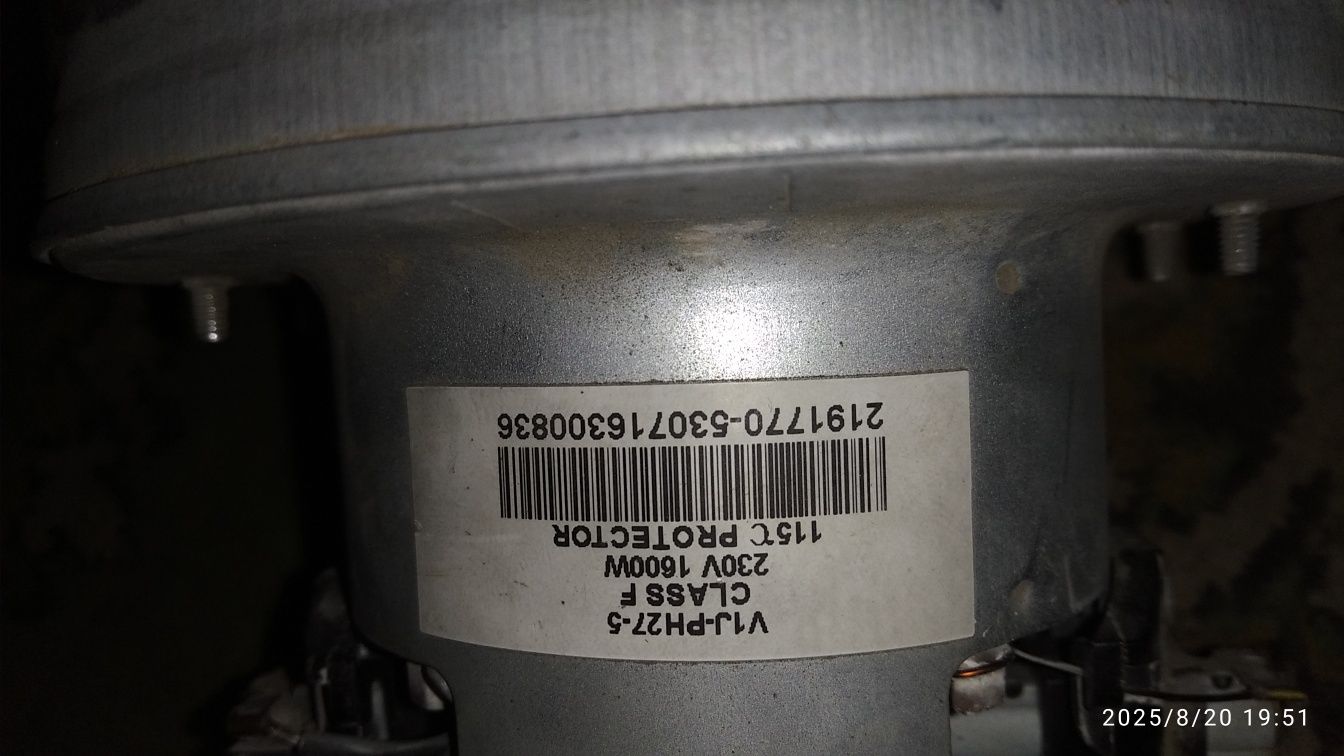 V1J-PH27-5
CLASS F
230V 1600W
115℃ PROTECTOR
2191770-530716300836
2025/8/20 19:51